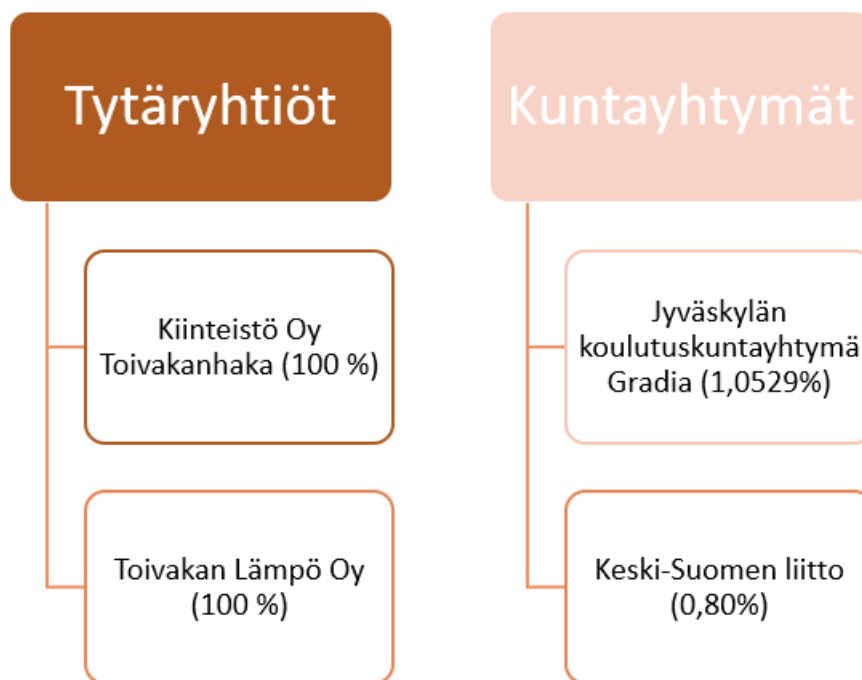 Tytäryhtiöt
Kiinteistö Oy
Toivakanhaka (100 %)
Toivakan Lämpö Oy
(100 %)
Kuntayhtymät
Jyväskylän
koulutuskuntayhtymä
Gradia (1,0529%)
Keski-Suomen liitto
(0,80%)